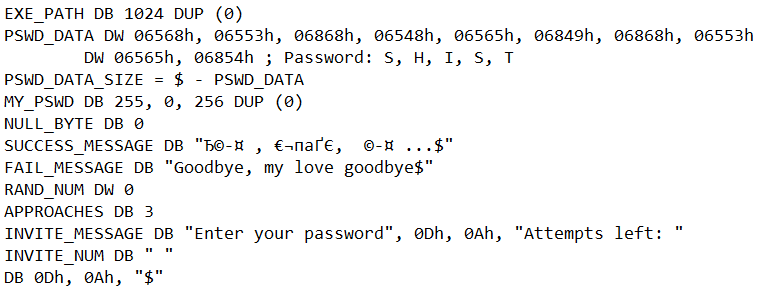 EXE_PATH DB 1024 DUP (0)
PSWD_DATA DW 06568h, 06553h, 06868h, 06548h, 06565h, 06849h, 06868h, 06553h
DW 06565h, 06854h ; Password: S, H, I, S, T
PSWD_DATA_SIZE = $ - PSWD_DATA
MY_PSWD DB 255, 0, 256 DUP (0)
NULL_BYTE DB 0
SUCCESS_MESSAGE DB "Ђ©-¤ , €¬паҐЄ,  ©-¤ ...$"
FAIL_MESSAGE DB "Goodbye, my love goodbye$"
RAND_NUM DW 0
APPROACHES DB 3
INVITE_MESSAGE DB "Enter your password", 0Dh, 0Ah, "Attempts left: "
INVITE_NUM DB " "
DB 0Dh, 0Ah, "$"